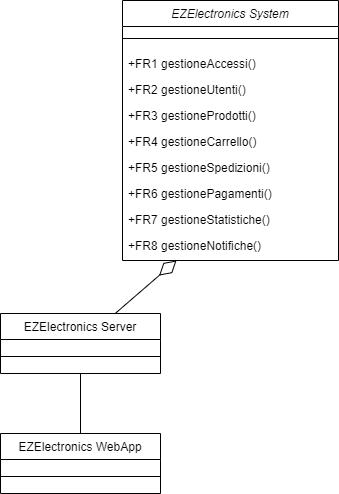 EZElectronics System
+FR1 gestioneAccessi()
+FR2 gestioneUtenti()
+FR3 gestioneProdotti()
+FR4 gestioneCarrello()
+FR5 gestioneSpedizioni()
+FR6 gestionePagamenti()
+FR7 gestioneStatistiche()
+FR8 gestioneNotifiche()
EZElectronics Server
EZElectronics WebApp